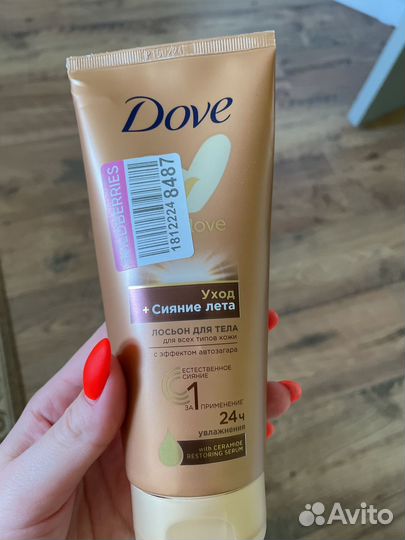 Dove
WILDBERRIES
1812224 8487
love
Уход
+ Сияние лета
ЛОСЬОН ДЛЯ ТЕЛА
для всех типов кожи
с эффектом автозагара
ЕСТЕСТВЕННОЕ
СИЯНИЕ
ЗА 1 ПРИМЕНЕНИЕ
24ч
увлажнения
with CERAMIDE
RESTORING SERUM
Avito